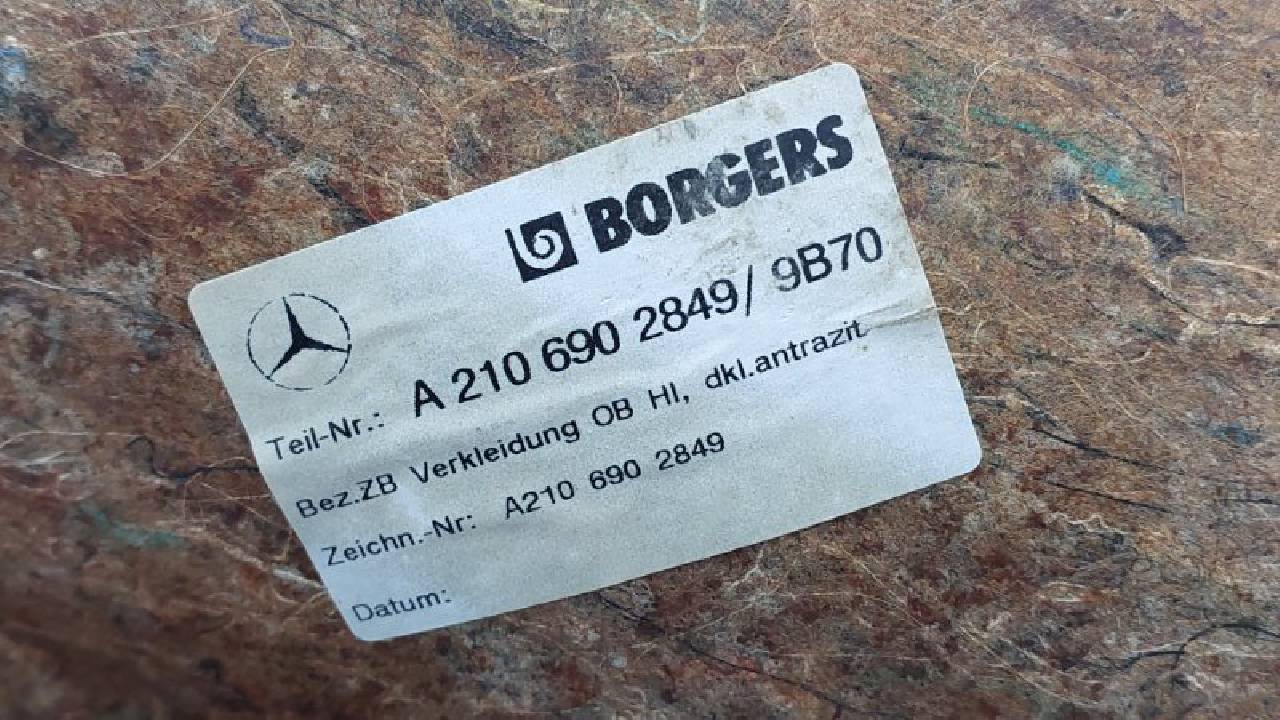 BORGERS
Teil-Nr.: A 210 690 2849/ 9B70
Bez.ZB Verkleidung OB HI, dkl.antrazit
Zeichn.-Nr: A210 690 2849
Datum: